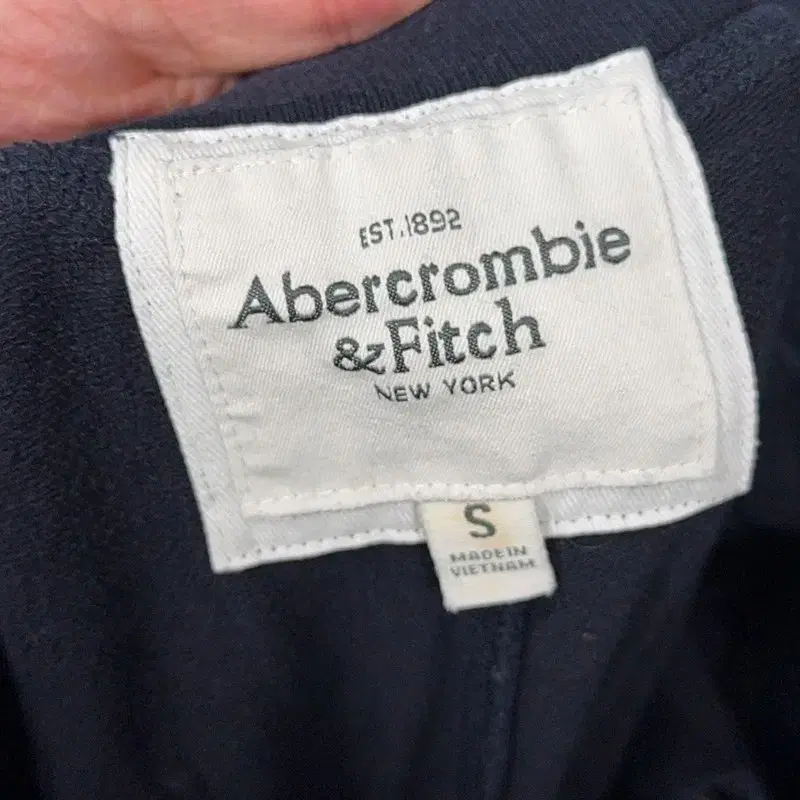 EST.1892
Abercrombie
&Fitch
NEW YORK
S
MADE IN
VIETNAM